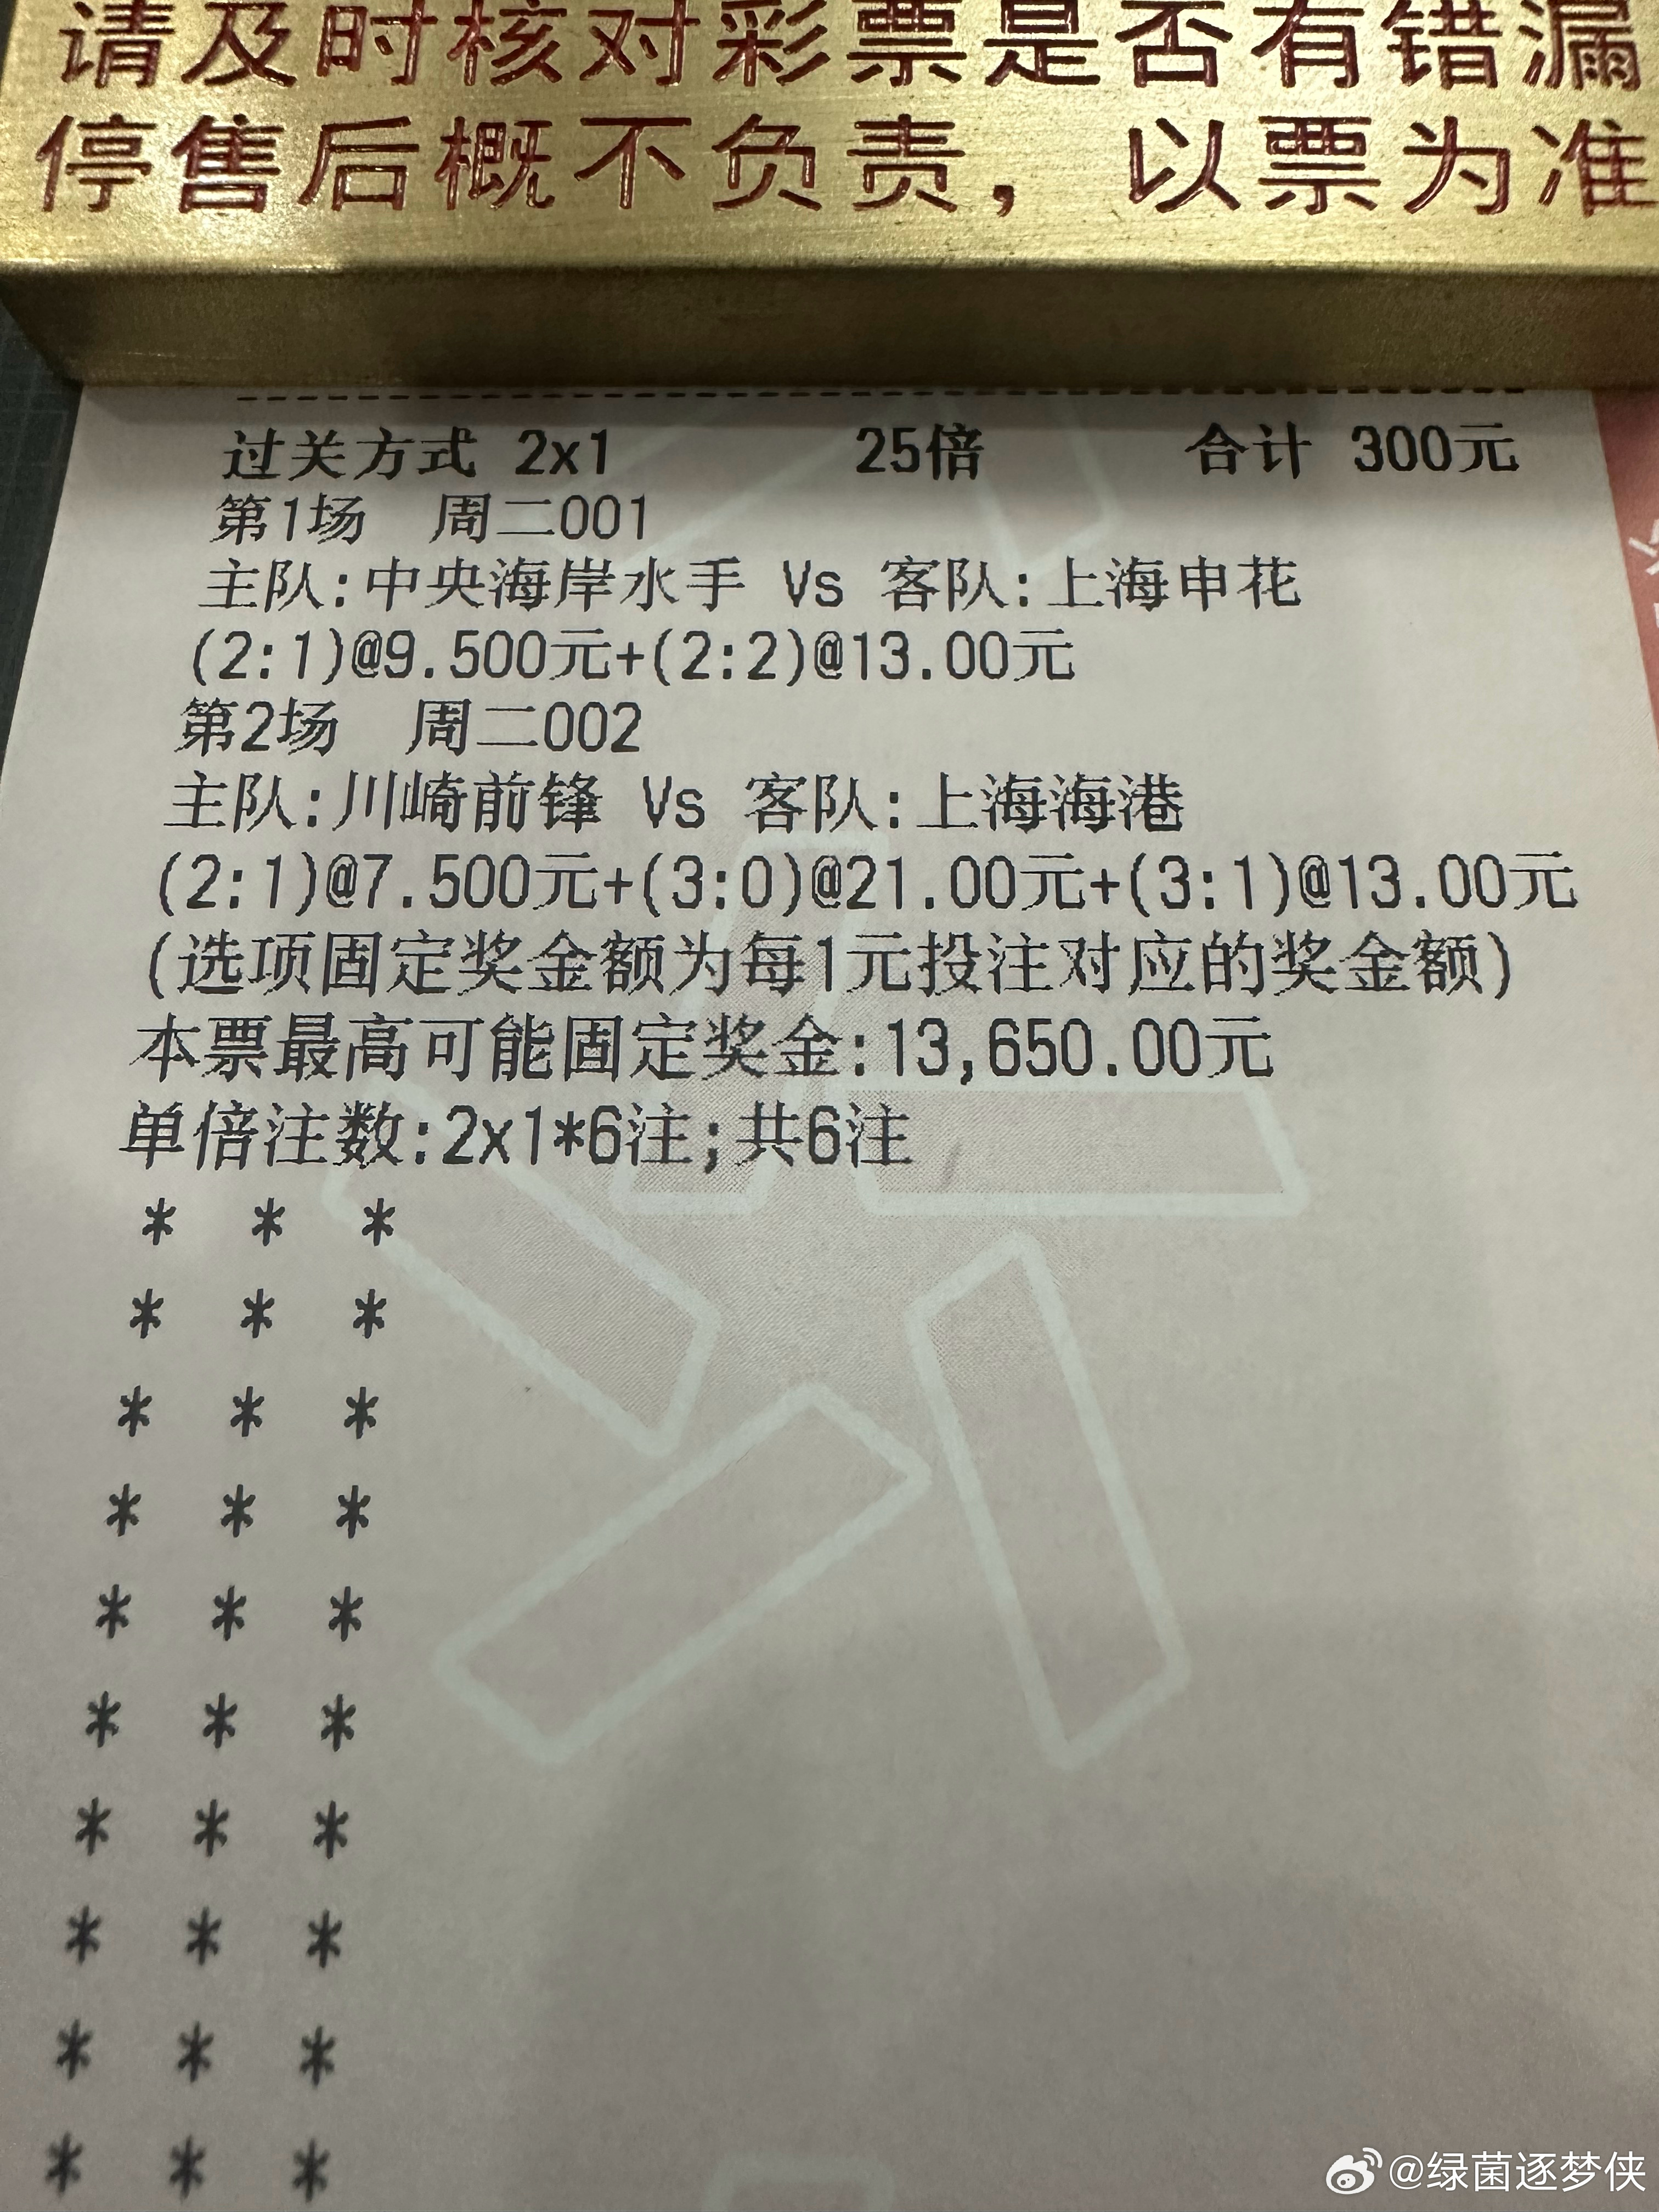 请及时核对彩票是否有错漏
停售后概不负责，以票为准
过关方式 2x1 25倍 合计 300元
第1场 周二001
主队:中央海岸水手 Vs 客队:上海申花
(2:1)@9.500元+(2:2)@13.00元
第2场 周二002
主队:川崎前锋 Vs 客队:上海海港
(2:1)@7.500元+(3:0)@21.00元+(3:1)@13.00元
(选项固定奖金额为每1元投注对应的奖金额)
本票最高可能固定奖金:13,650.00元
单倍注数:2x1*6注;共6注
* * *
* * *
* * *
* * *
* * *
* * *
* * *
* * *
* * *
* * *
@绿菌逐梦侠